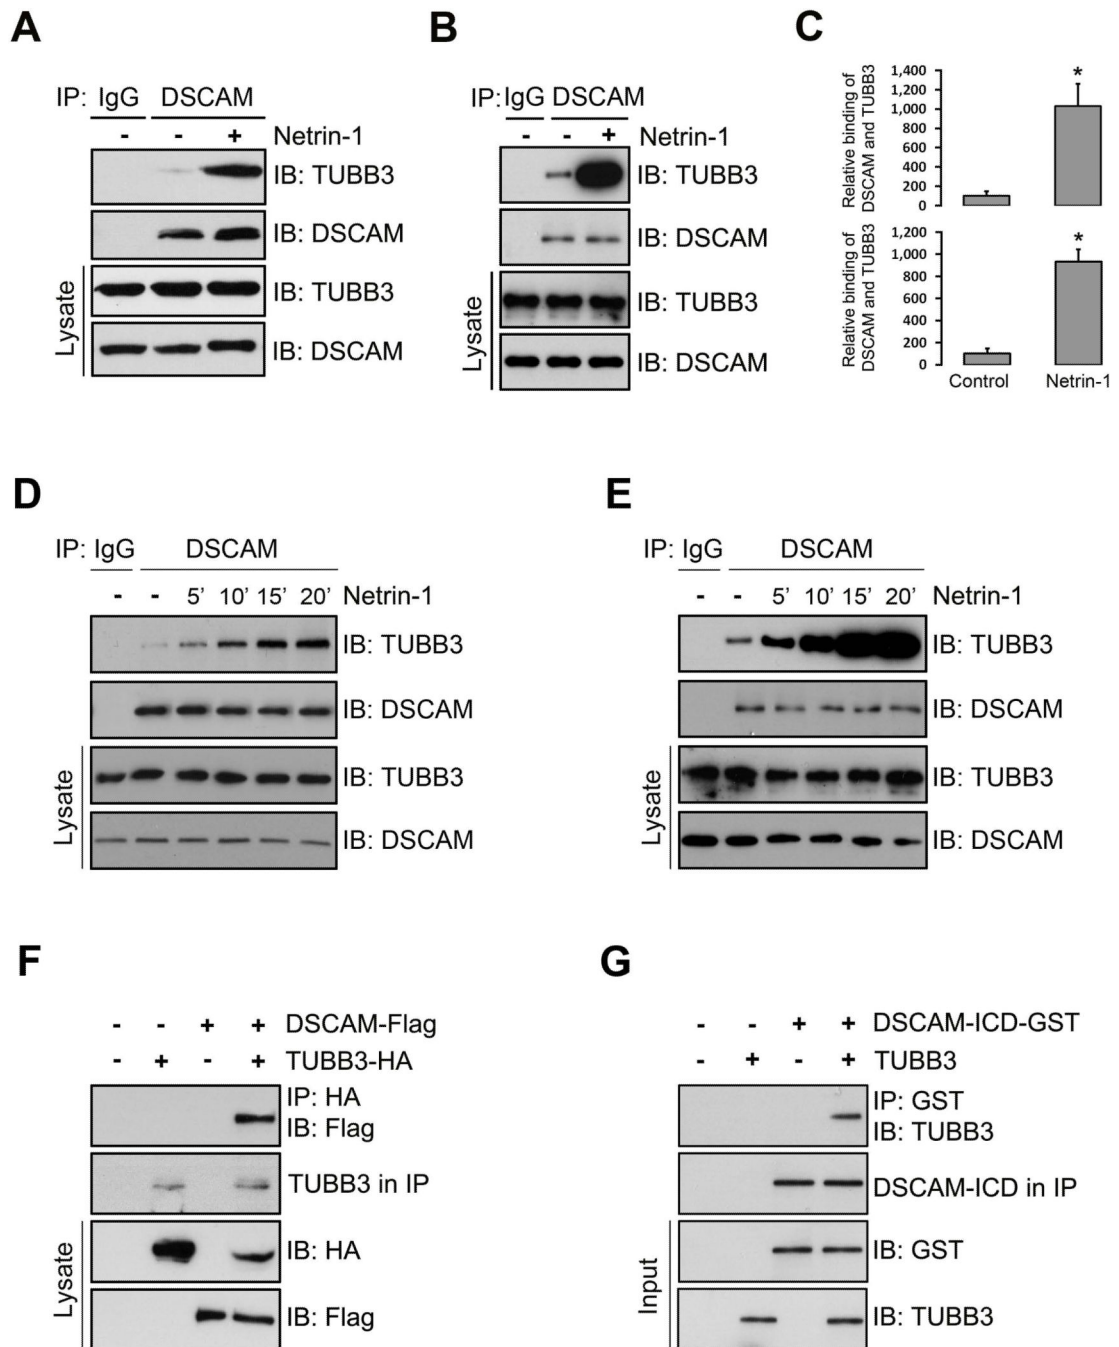 A
IP: IgG DSCAM
- - + Netrin-1
IB: TUBB3
IB: DSCAM
IB: TUBB3
IB: DSCAM
Lysate
B
IP: IgG DSCAM
- - + Netrin-1
IB: TUBB3
IB: DSCAM
IB: TUBB3
IB: DSCAM
Lysate
C
Relative binding of
DSCAM and TUBB3
1,400
1,200
1,000
800
600
400
200
0
*
Relative binding of
DSCAM and TUBB3
1,200
1,000
800
600
400
200
0
*
Control Netrin-1
D
IP: IgG DSCAM
- - 5’ 10’ 15’ 20’ Netrin-1
IB: TUBB3
IB: DSCAM
IB: TUBB3
IB: DSCAM
Lysate
E
IP: IgG DSCAM
- - 5’ 10’ 15’ 20’ Netrin-1
IB: TUBB3
IB: DSCAM
IB: TUBB3
IB: DSCAM
Lysate
F
- - + + DSCAM-Flag
- + - + TUBB3-HA
IP: HA
IB: Flag
TUBB3 in IP
IB: HA
IB: Flag
Lysate
G
- - + + DSCAM-ICD-GST
- + - + TUBB3
IP: GST
IB: TUBB3
DSCAM-ICD in IP
IB: GST
IB: TUBB3
Input